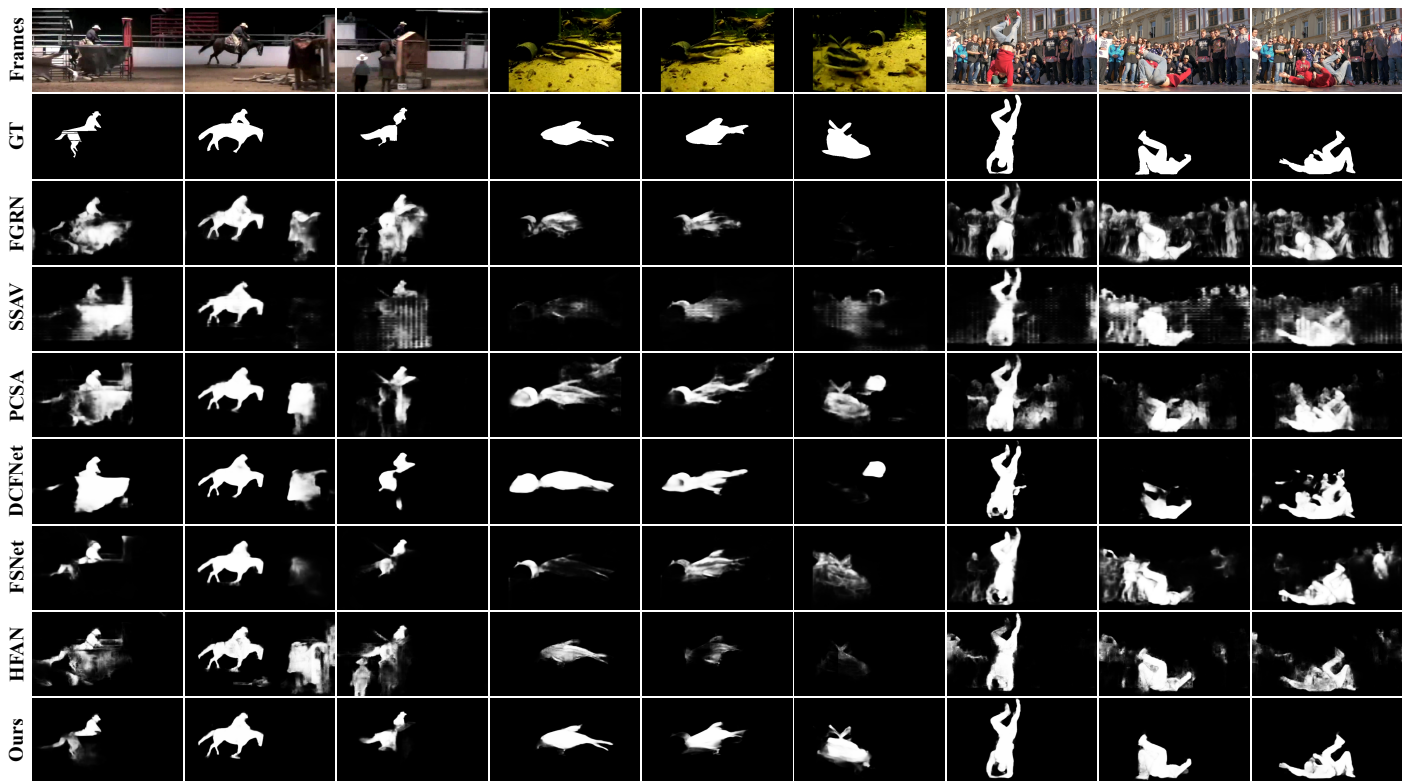 Frames
GT
FGRN
SSAV
PCSA
DCFNet
FSNet
HFAN
Ours